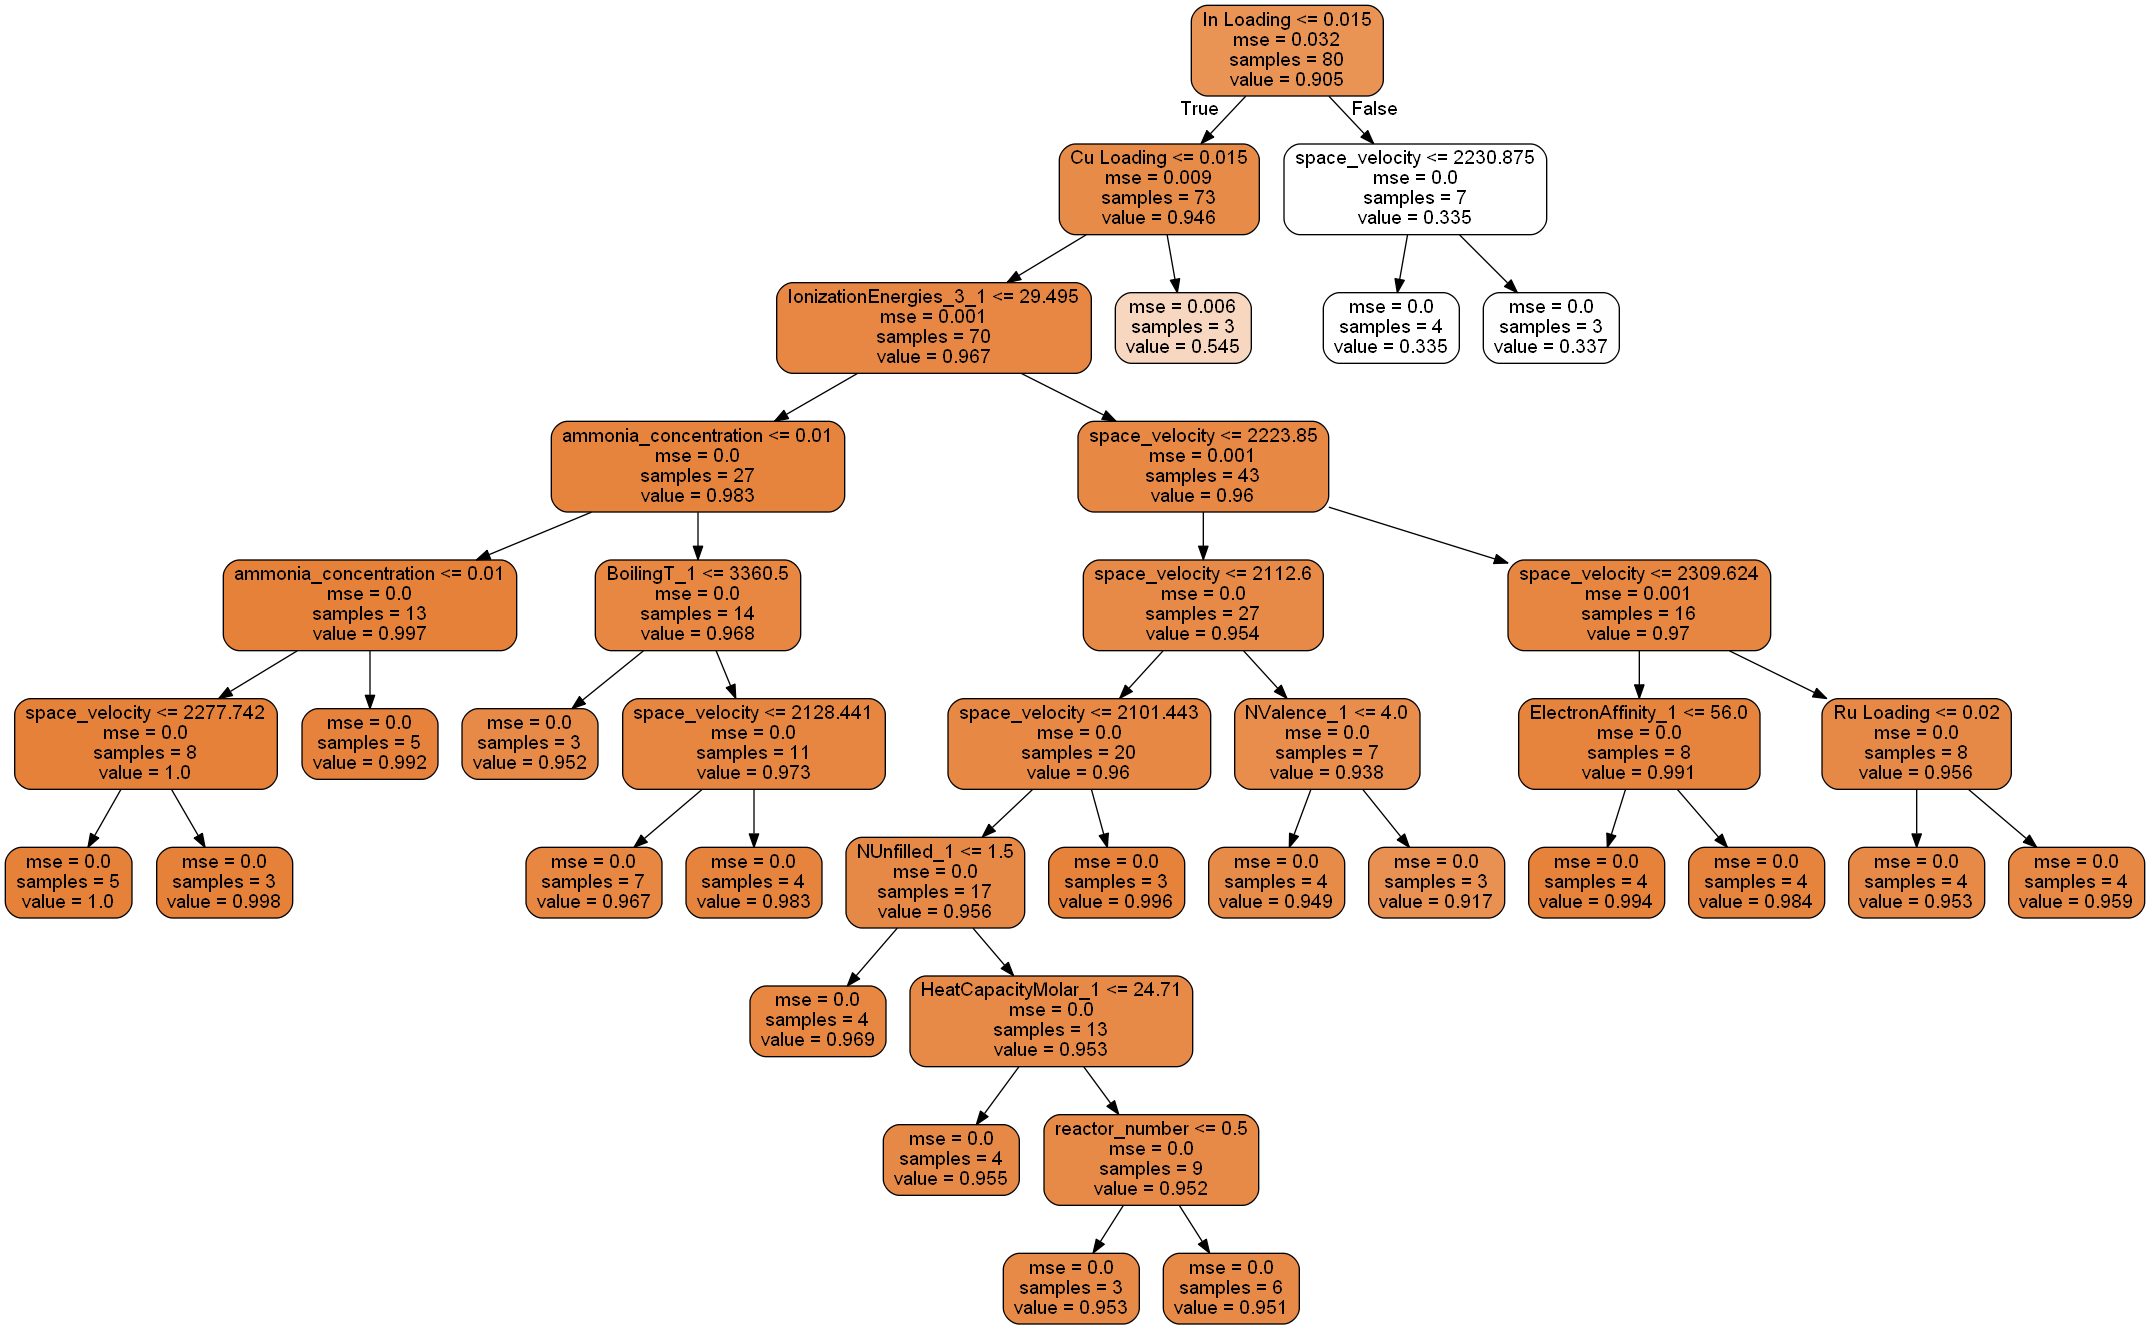 In Loading <= 0.015
mse = 0.032
samples = 80
value = 0.905
True
False
Cu Loading <= 0.015
mse = 0.009
samples = 73
value = 0.946
space_velocity <= 2230.875
mse = 0.0
samples = 7
value = 0.335
IonizationEnergies_3_1 <= 29.495
mse = 0.001
samples = 70
value = 0.967
mse = 0.006
samples = 3
value = 0.545
mse = 0.0
samples = 4
value = 0.335
mse = 0.0
samples = 3
value = 0.337
ammonia_concentration <= 0.01
mse = 0.0
samples = 27
value = 0.983
space_velocity <= 2223.85
mse = 0.001
samples = 43
value = 0.96
ammonia_concentration <= 0.01
mse = 0.0
samples = 13
value = 0.997
BoilingT_1 <= 3360.5
mse = 0.0
samples = 14
value = 0.968
space_velocity <= 2112.6
mse = 0.0
samples = 27
value = 0.954
space_velocity <= 2309.624
mse = 0.001
samples = 16
value = 0.97
space_velocity <= 2277.742
mse = 0.0
samples = 8
value = 1.0
mse = 0.0
samples = 5
value = 0.992
mse = 0.0
samples = 3
value = 0.952
space_velocity <= 2128.441
mse = 0.0
samples = 11
value = 0.973
space_velocity <= 2101.443
mse = 0.0
samples = 20
value = 0.96
NValence_1 <= 4.0
mse = 0.0
samples = 7
value = 0.938
ElectronAffinity_1 <= 56.0
mse = 0.0
samples = 8
value = 0.991
Ru Loading <= 0.02
mse = 0.0
samples = 8
value = 0.956
mse = 0.0
samples = 5
value = 1.0
mse = 0.0
samples = 3
value = 0.998
mse = 0.0
samples = 7
value = 0.967
mse = 0.0
samples = 4
value = 0.983
NUnfilled_1 <= 1.5
mse = 0.0
samples = 17
value = 0.956
mse = 0.0
samples = 3
value = 0.996
mse = 0.0
samples = 4
value = 0.949
mse = 0.0
samples = 3
value = 0.917
mse = 0.0
samples = 4
value = 0.994
mse = 0.0
samples = 4
value = 0.984
mse = 0.0
samples = 4
value = 0.953
mse = 0.0
samples = 4
value = 0.959
mse = 0.0
samples = 4
value = 0.969
HeatCapacityMolar_1 <= 24.71
mse = 0.0
samples = 13
value = 0.953
mse = 0.0
samples = 4
value = 0.955
reactor_number <= 0.5
mse = 0.0
samples = 9
value = 0.952
mse = 0.0
samples = 3
value = 0.953
mse = 0.0
samples = 6
value = 0.951